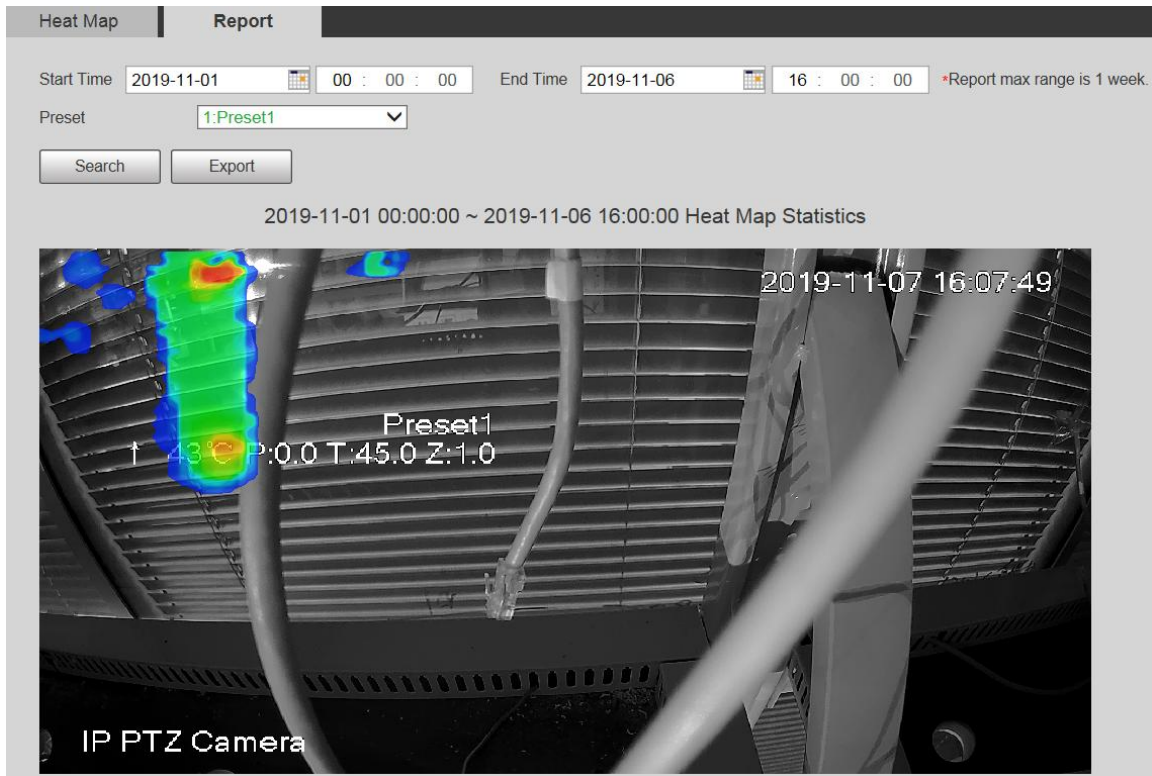 Heat Map Report
Start Time 2019-11-01 00 : 00 : 00 End Time 2019-11-06 16 : 00 : 00 *Report max range is 1 week.
Preset 1:Preset1
Search Export
2019-11-01 00:00:00 ~ 2019-11-06 16:00:00 Heat Map Statistics
2019-11-07 16:07:49
Preset1
↑ 43°C P:0.0 T:45.0 Z:1.0
IP PTZ Camera